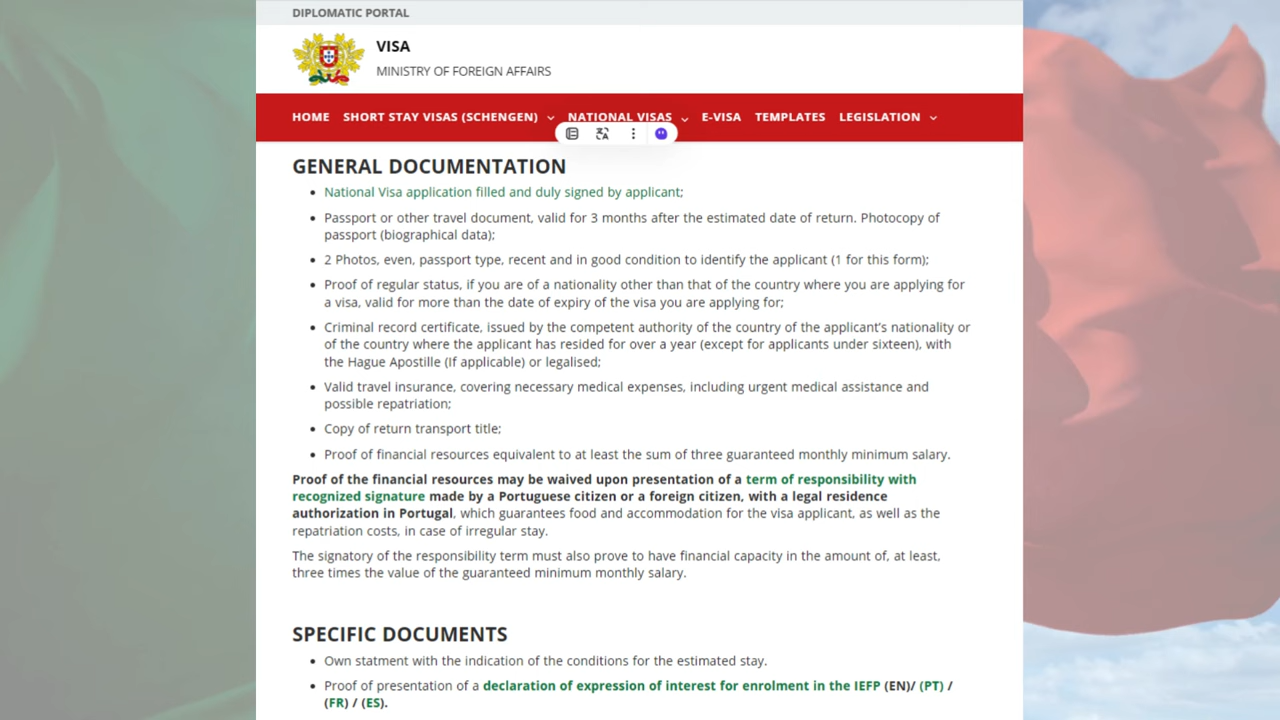 DIPLOMATIC PORTAL
VISA
MINISTRY OF FOREIGN AFFAIRS
HOME SHORT STAY VISAS (SCHENGEN) NATIONAL VISAS E-VISA TEMPLATES LEGISLATION
GENERAL DOCUMENTATION
• National Visa application filled and duly signed by applicant;
• Passport or other travel document, valid for 3 months after the estimated date of return. Photocopy of
passport (biographical data);
• 2 Photos, even, passport type, recent and in good condition to identify the applicant (1 for this form);
• Proof of regular status, if you are of a nationality other than that of the country where you are applying for
a visa, valid for more than the date of expiry of the visa you are applying for;
• Criminal record certificate, issued by the competent authority of the country of the applicant's nationality or
of the country where the applicant has resided for over a year (except for applicants under sixteen), with
the Hague Apostille (If applicable) or legalised;
• Valid travel insurance, covering necessary medical expenses, including urgent medical assistance and
possible repatriation;
• Copy of return transport title;
• Proof of financial resources equivalent to at least the sum of three guaranteed monthly minimum salary.
Proof of the financial resources may be waived upon presentation of a term of responsibility with
recognized signature made by a Portuguese citizen or a foreign citizen, with a legal residence
authorization in Portugal, which guarantees food and accommodation for the visa applicant, as well as the
repatriation costs, in case of irregular stay.
The signatory of the responsibility term must also prove to have financial capacity in the amount of, at least,
three times the value of the guaranteed minimum monthly salary.
SPECIFIC DOCUMENTS
• Own statment with the indication of the conditions for the estimated stay.
• Proof of presentation of a declaration of expression of interest for enrolment in the IEFP (EN)/ (PT) /
(FR) / (ES).